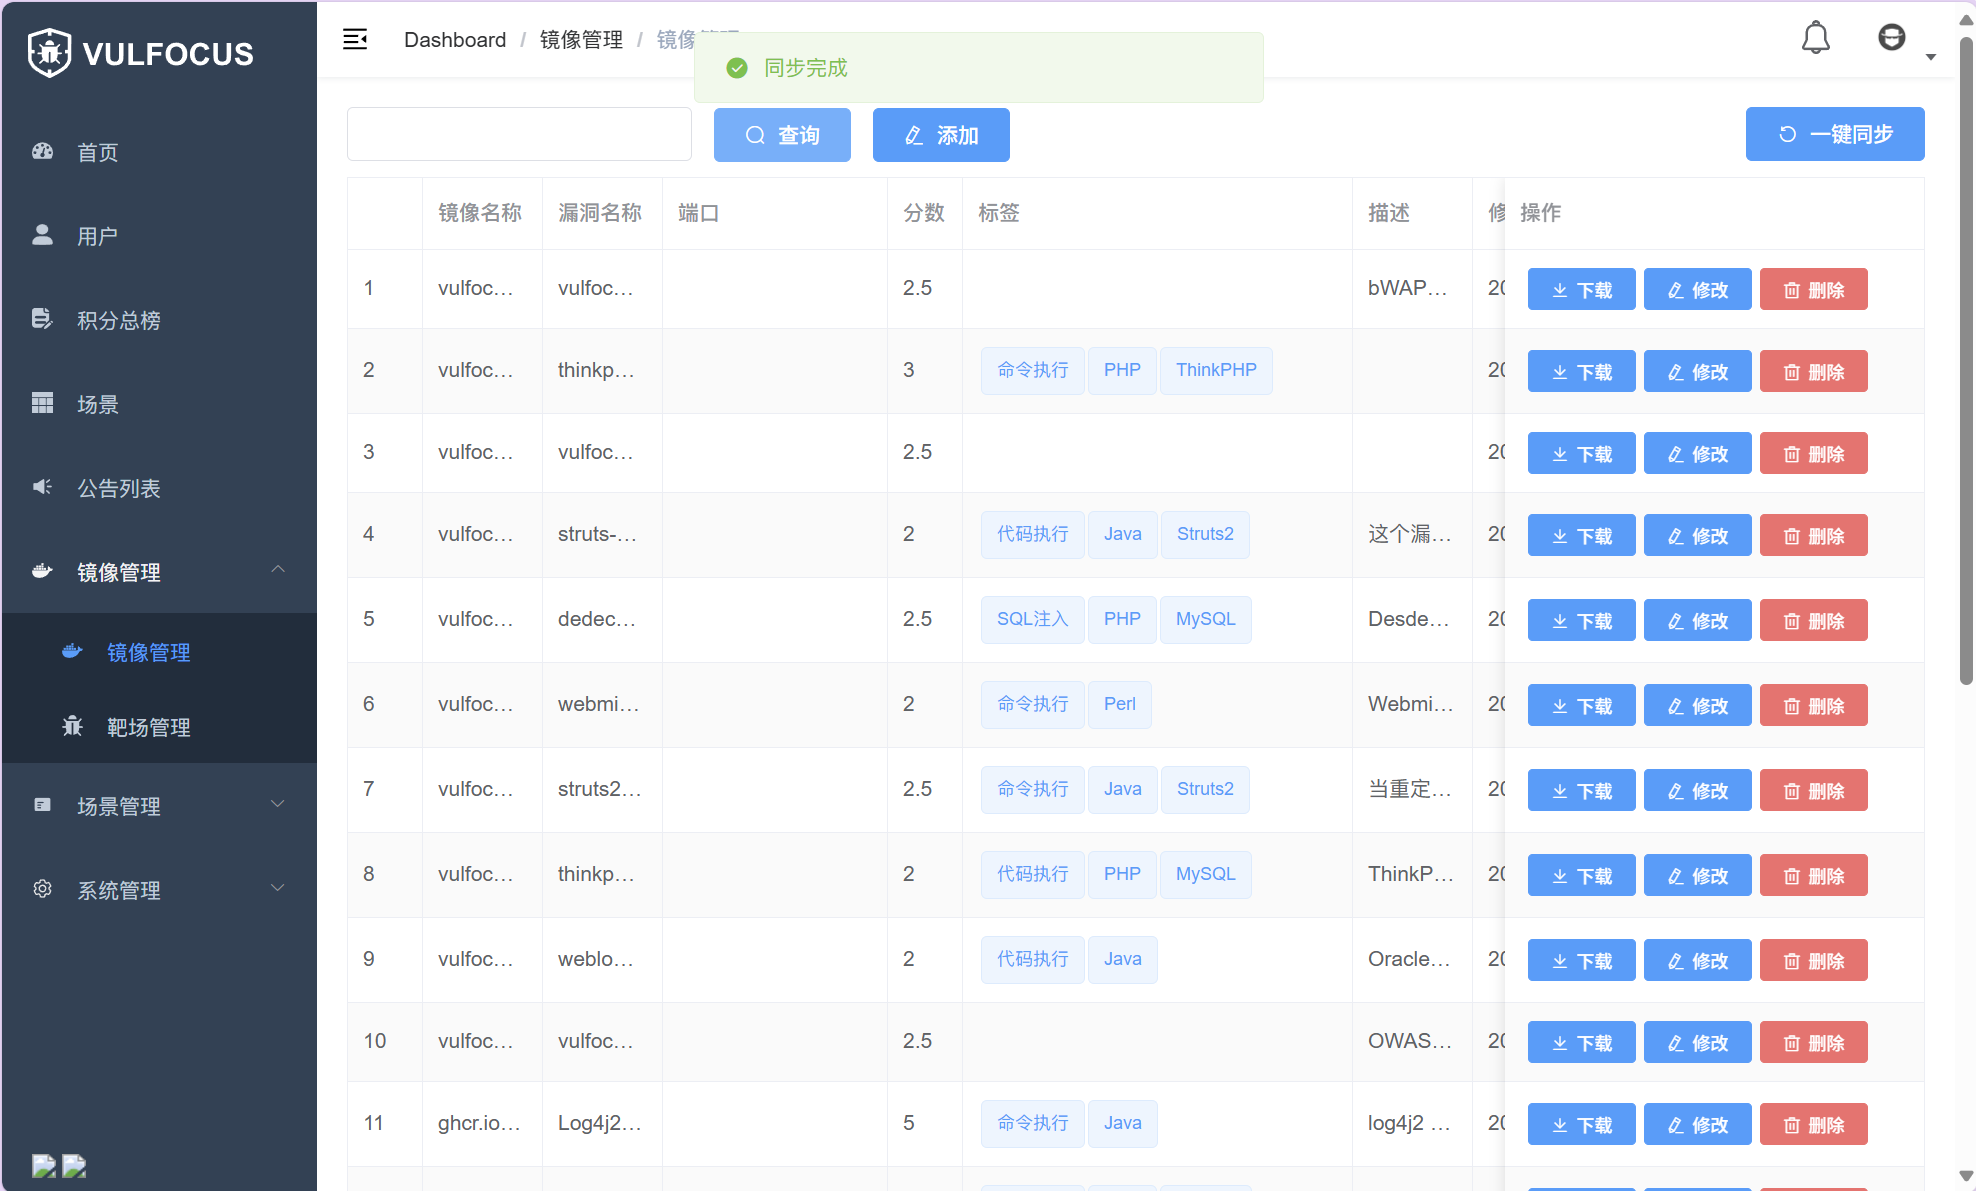 VULFOCUS
首页
用户
积分总榜
场景
公告列表
镜像管理
镜像管理
靶场管理
场景管理
系统管理
Dashboard / 镜像管理 / 镜像管理
同步完成
查询
添加
一键同步
镜像名称 漏洞名称 端口 分数 标签 描述 修 操作
1 vulfoc... vulfoc... 2.5 bWAP... 20 下载 修改 删除
2 vulfoc... thinkp... 3 命令执行 PHP ThinkPHP 20 下载 修改 删除
3 vulfoc... vulfoc... 2.5 20 下载 修改 删除
4 vulfoc... struts-... 2 代码执行 Java Struts2 这个漏... 20 下载 修改 删除
5 vulfoc... dedec... 2.5 SQL注入 PHP MySQL Desde... 20 下载 修改 删除
6 vulfoc... webmi... 2 命令执行 Perl Webmi... 20 下载 修改 删除
7 vulfoc... struts2... 2.5 命令执行 Java Struts2 当重定... 20 下载 修改 删除
8 vulfoc... thinkp... 2 代码执行 PHP MySQL ThinkP... 20 下载 修改 删除
9 vulfoc... weblo... 2 代码执行 Java Oracle... 20 下载 修改 删除
10 vulfoc... vulfoc... 2.5 OWAS... 20 下载 修改 删除
11 ghcr.io... Log4j2... 5 命令执行 Java log4j2 ... 20 下载 修改 删除